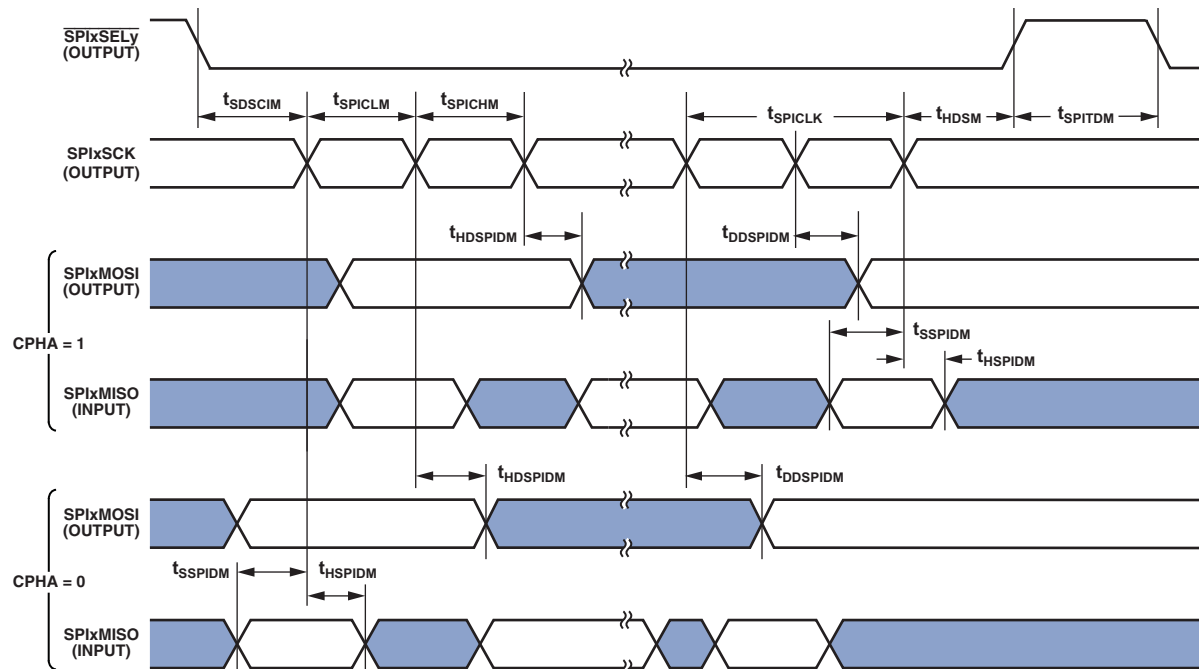 SPIxSELy
(OUTPUT)
tSDSCIM
tSPICLM
tSPICHM
tSPICLK
tHDSM
tSPITDM
SPIxSCK
(OUTPUT)
tHDSPIDM
tDDSPIDM
CPHA = 1
SPIxMOSI
(OUTPUT)
tSSPIDM
tHSPIDM
SPIxMISO
(INPUT)
tHDSPIDM
tDDSPIDM
CPHA = 0
SPIxMOSI
(OUTPUT)
tSSPIDM
tHSPIDM
SPIxMISO
(INPUT)